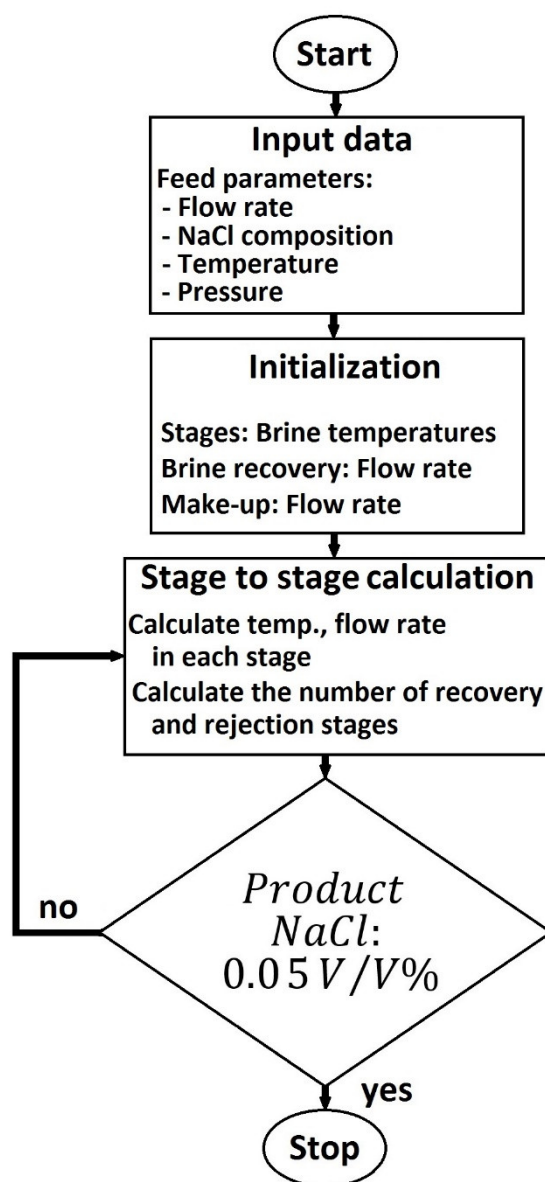 Start
Input data
Feed parameters:
- Flow rate
- NaCl composition
- Temperature
- Pressure
Initialization
Stages: Brine temperatures
Brine recovery: Flow rate
Make-up: Flow rate
Stage to stage calculation
Calculate temp., flow rate
in each stage
Calculate the number of recovery
and rejection stages
Product
NaCl:
0.05 V/V%
no
yes
Stop